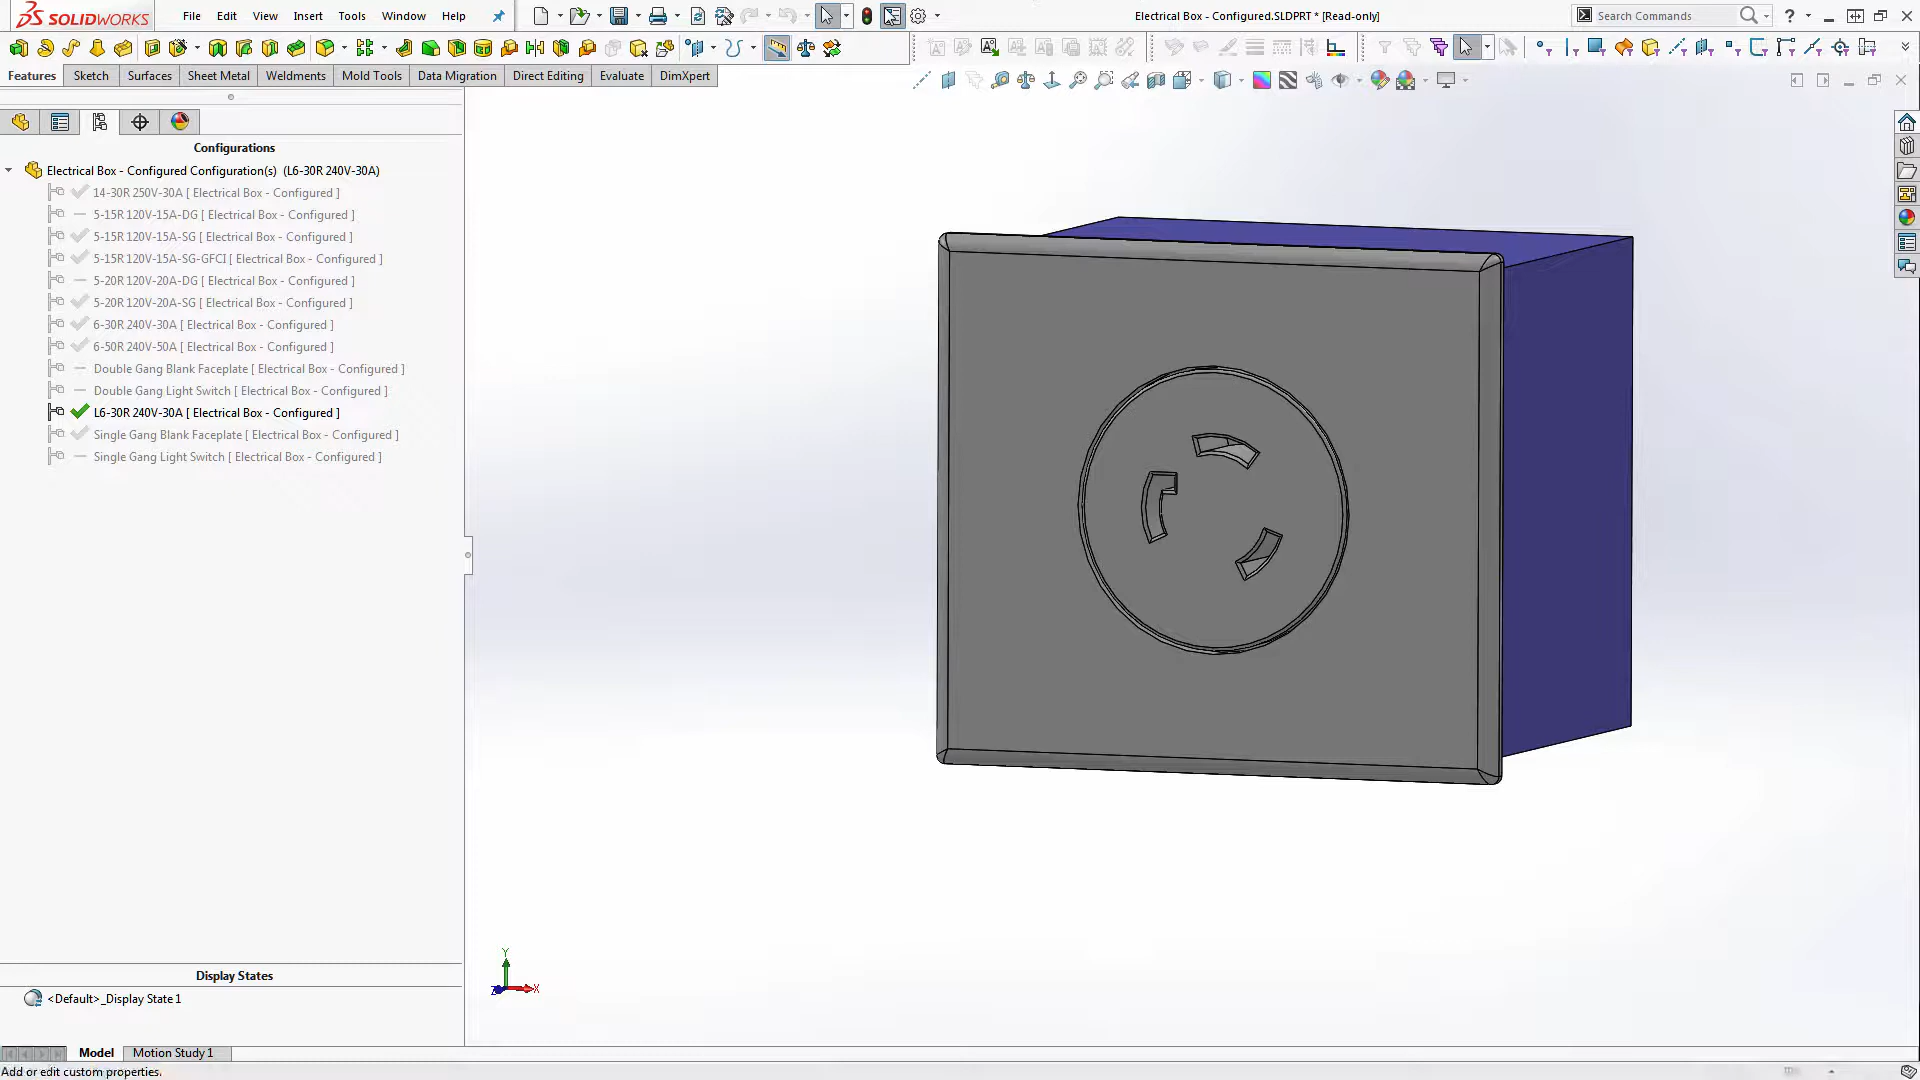 SOLIDWORKS File Edit View Insert Tools Window Help Electrical Box - Configured.SLDPRT * [Read-only] Search Commands ?
Features Sketch Surfaces Sheet Metal Weldments Mold Tools Data Migration Direct Editing Evaluate DimXpert
Configurations
Electrical Box - Configured Configuration(s) (L6-30R 240V-30A)
14-30R 250V-30A [ Electrical Box - Configured ]
5-15R 120V-15A-DG [ Electrical Box - Configured ]
5-15R 120V-15A-SG [ Electrical Box - Configured ]
5-15R 120V-15A-SG-GFCI [ Electrical Box - Configured ]
5-20R 120V-20A-DG [ Electrical Box - Configured ]
5-20R 120V-20A-SG [ Electrical Box - Configured ]
6-30R 240V-30A [ Electrical Box - Configured ]
6-50R 240V-50A [ Electrical Box - Configured ]
Double Gang Blank Faceplate [ Electrical Box - Configured ]
Double Gang Light Switch [ Electrical Box - Configured ]
L6-30R 240V-30A [ Electrical Box - Configured ]
Single Gang Blank Faceplate [ Electrical Box - Configured ]
Single Gang Light Switch [ Electrical Box - Configured ]
Y
Z X
Display States
<Default>_Display State 1
Model Motion Study 1
Add or edit custom properties.